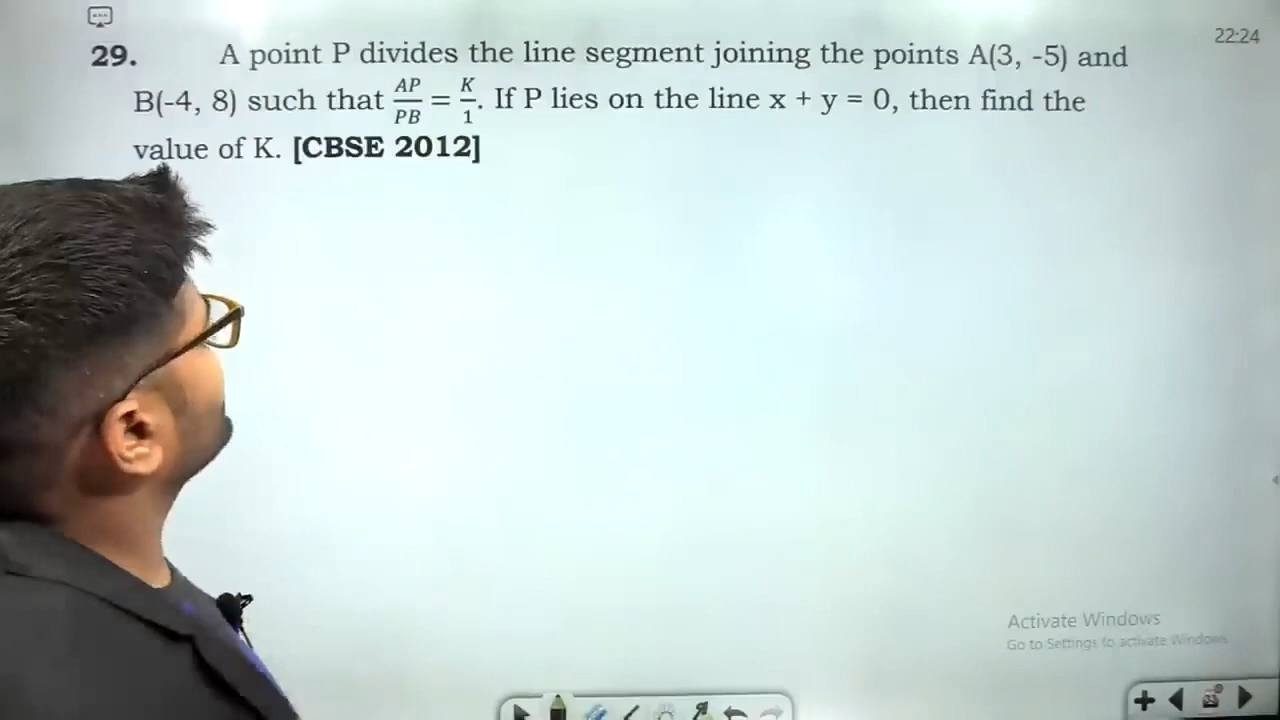 22:24
29. A point P divides the line segment joining the points A(3, -5) and
B(-4, 8) such that AP/PB = K/1. If P lies on the line x + y = 0, then find the
value of K. [CBSE 2012]
Activate Windows
Go to Settings to activate Windows.